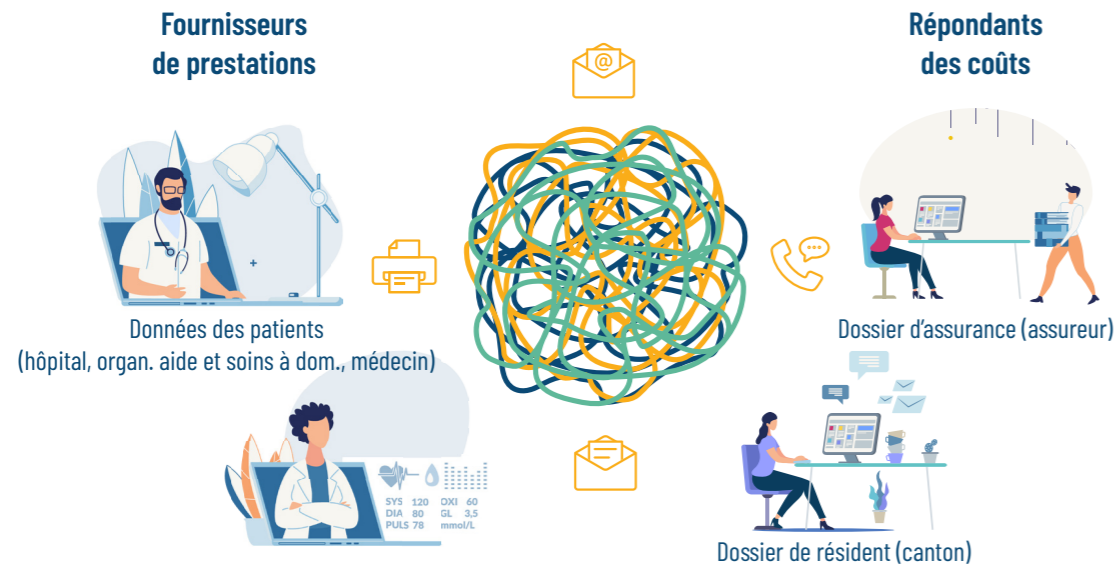 Fournisseurs
de prestations
Répondants
des coûts
@
Données des patients
(hôpital, organ. aide et soins à dom., médecin)
Dossier d'assurance (assureur)
SYS 120 OXI 60
DIA 80 GL 3,5
PULS 78 mmol/L
Dossier de résident (canton)